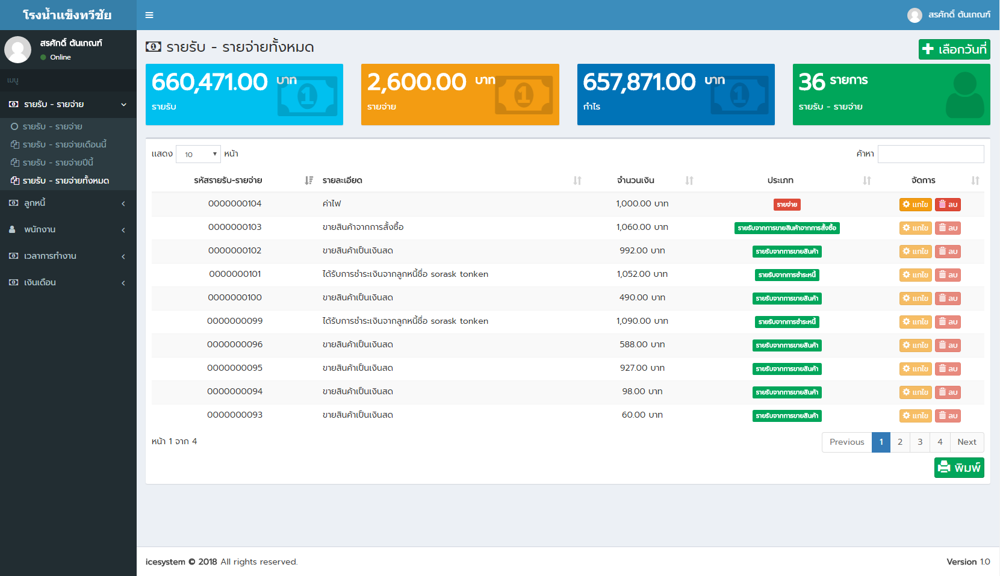 โรงน้ำแข็งทวีชัย
สรศักดิ์ ต้นเกณฑ์
สรศักดิ์ ต้นเกณฑ์
Online
เมนู
รายรับ - รายจ่าย
รายรับ - รายจ่าย
รายรับ - รายจ่ายเดือนนี้
รายรับ - รายจ่ายปีนี้
รายรับ - รายจ่ายทั้งหมด
ลูกหนี้
พนักงาน
เวลาการทำงาน
เงินเดือน
รายรับ - รายจ่ายทั้งหมด
เลือกวันที่
660,471.00 บาท
รายรับ
2,600.00 บาท
รายจ่าย
657,871.00 บาท
กำไร
36 รายการ
รายรับ - รายจ่าย
แสดง 10 หน้า
ค้าหา
รหัสรายรับ-รายจ่าย รายละเอียด จำนวนเงิน ประเภท จัดการ
0000000104 ค่าไฟ 1,000.00 บาท รายจ่าย แก้ไข ลบ
0000000103 ขายสินค้าจากการสั่งซื้อ 1,060.00 บาท รายรับจากการขายสินค้าจากการสั่งซื้อ แก้ไข ลบ
0000000102 ขายสินค้าเป็นเงินสด 992.00 บาท รายรับจากการขายสินค้า แก้ไข ลบ
0000000101 ได้รับการชำระเงินจากลูกหนี้ชื่อ sorask tonken 1,052.00 บาท รายรับจากการชำระหนี้ แก้ไข ลบ
0000000100 ขายสินค้าเป็นเงินสด 490.00 บาท รายรับจากการขายสินค้า แก้ไข ลบ
0000000099 ได้รับการชำระเงินจากลูกหนี้ชื่อ sorask tonken 1,090.00 บาท รายรับจากการชำระหนี้ แก้ไข ลบ
0000000096 ขายสินค้าเป็นเงินสด 588.00 บาท รายรับจากการขายสินค้า แก้ไข ลบ
0000000095 ขายสินค้าเป็นเงินสด 927.00 บาท รายรับจากการขายสินค้า แก้ไข ลบ
0000000094 ขายสินค้าเป็นเงินสด 98.00 บาท รายรับจากการขายสินค้า แก้ไข ลบ
0000000093 ขายสินค้าเป็นเงินสด 60.00 บาท รายรับจากการขายสินค้า แก้ไข ลบ
หน้า 1 จาก 4
Previous 1 2 3 4 Next
พิมพ์
icesystem © 2018 All rights reserved.
Version 1.0